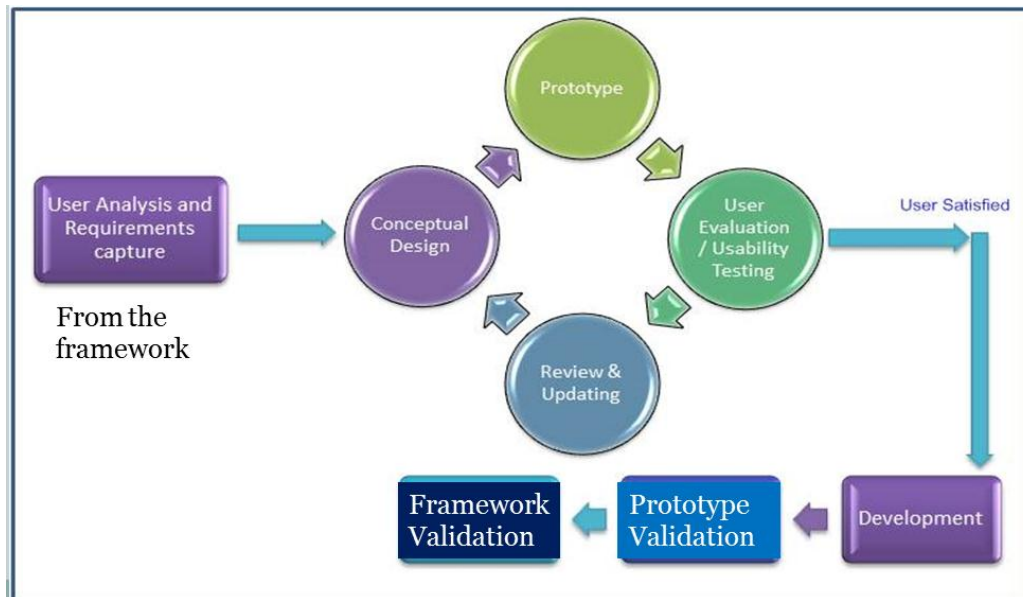 Prototype
User Analysis and
Requirements
capture
Conceptual
Design
User
Evaluation
/ Usability
Testing
User Satisfied
From the
framework
Review &
Updating
Framework
Validation
Prototype
Validation
Development